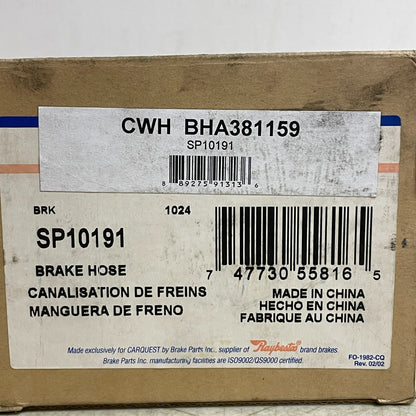 CWH BHA381159
SP10191
8 89275 91313 6
BRK 1024
SP10191
BRAKE HOSE
CANALISATION DE FREINS
MANGUERA DE FRENO
7 47730 55816 5
MADE IN CHINA
HECHO EN CHINA
FABRIQUE AU CHINA
Made exclusively for CARQUEST by Brake Parts Inc., supplier of Raybestos brand brakes.
Brake Parts Inc. manufacturing facilities are ISO9002/QS9000 certified.
FO-1982-CQ
Rev. 02/02